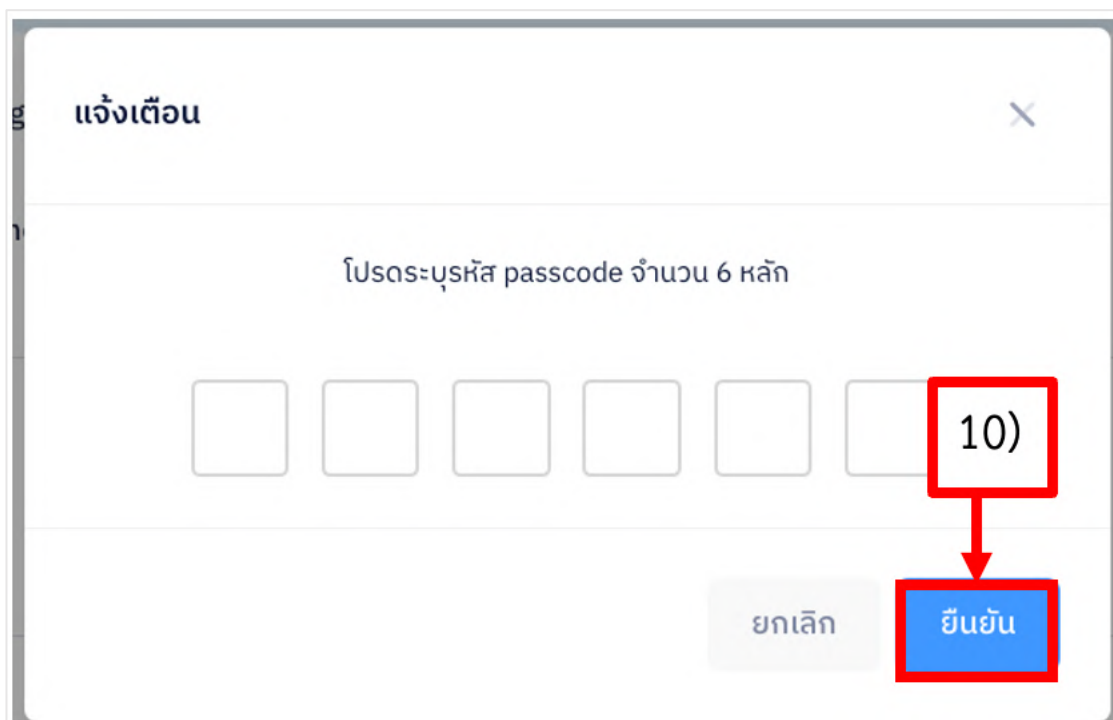 แจ้งเตือน
โปรดระบุรหัส passcode จำนวน 6 หลัก
10)
ยกเลิก
ยืนยัน